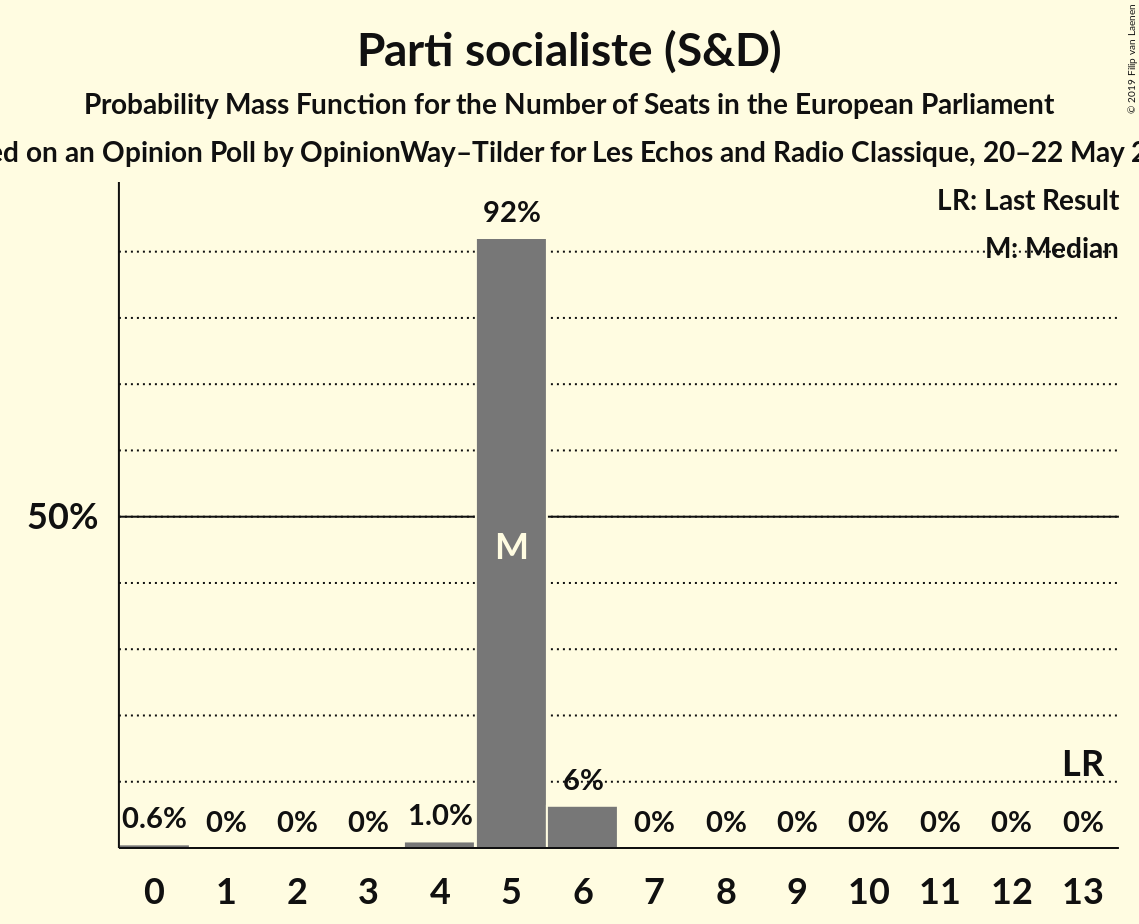 Parti socialiste (S&D)
Probability Mass Function for the Number of Seats in the European Parliament
on an Opinion Poll by OpinionWay–Tilder for Les Echos and Radio Classique, 20–22 May
© 2019 Filip van Laenen
LR: Last Result
M: Median
92%
50%
M
LR
6%
0.6% 0% 0% 0% 1.0% 0% 0% 0% 0% 0% 0% 0%
0 1 2 3 4 5 6 7 8 9 10 11 12 13